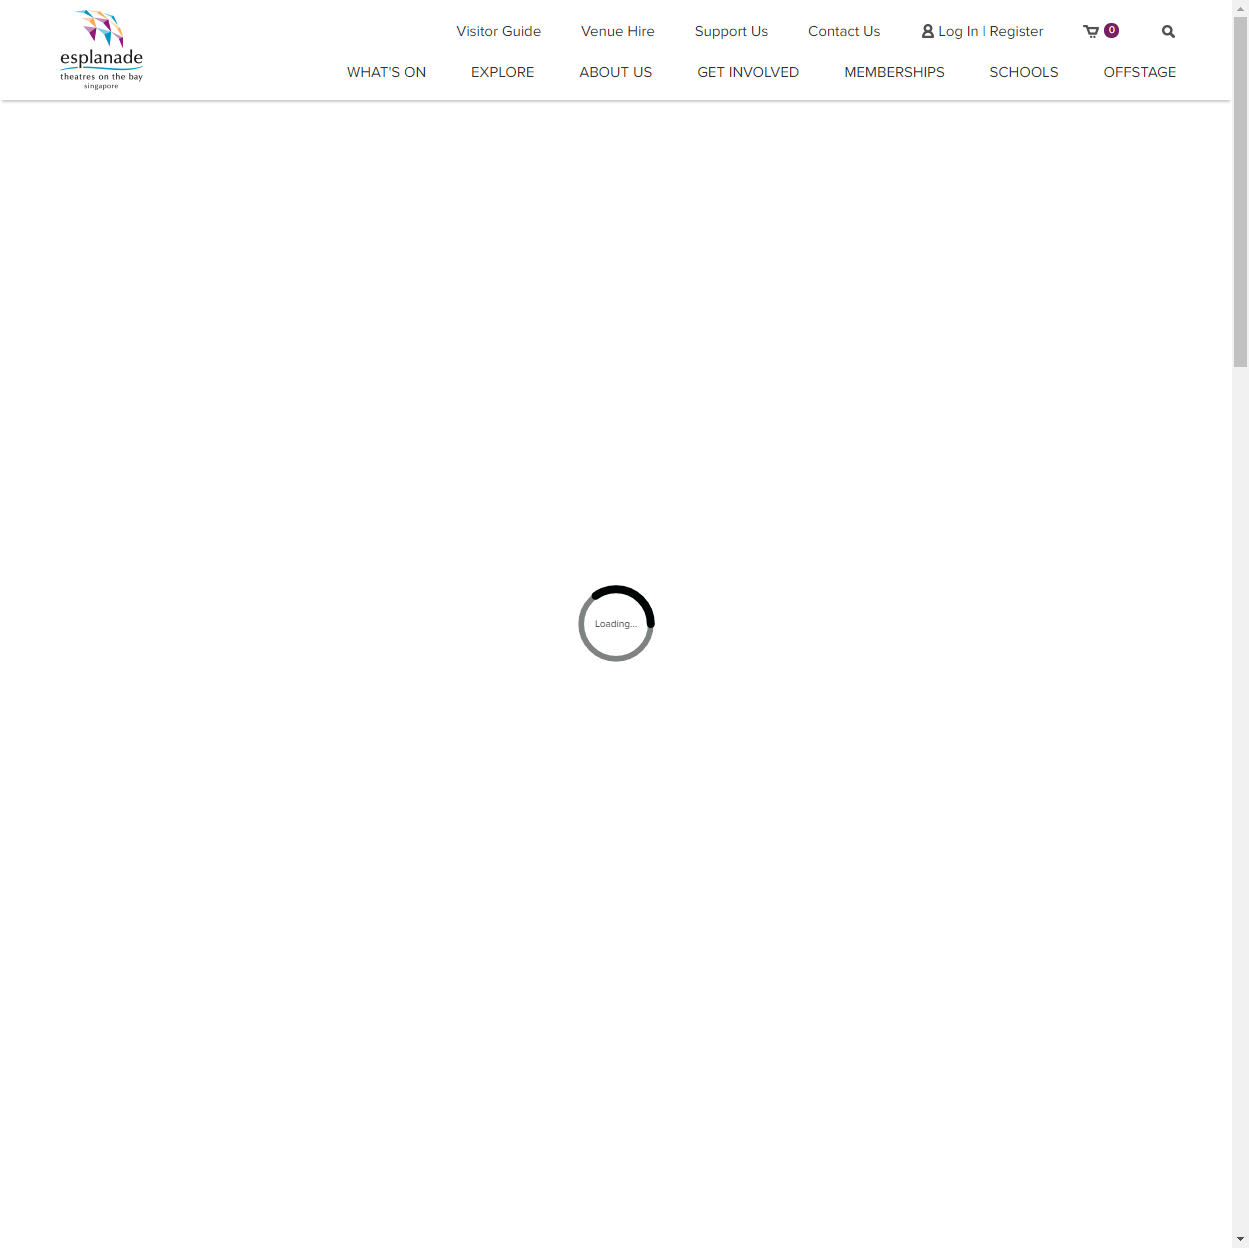 esplanade
theatres on the bay
singapore
Visitor Guide
Venue Hire
Support Us
Contact Us
Log In | Register
0
WHAT'S ON
EXPLORE
ABOUT US
GET INVOLVED
MEMBERSHIPS
SCHOOLS
OFFSTAGE
Loading...